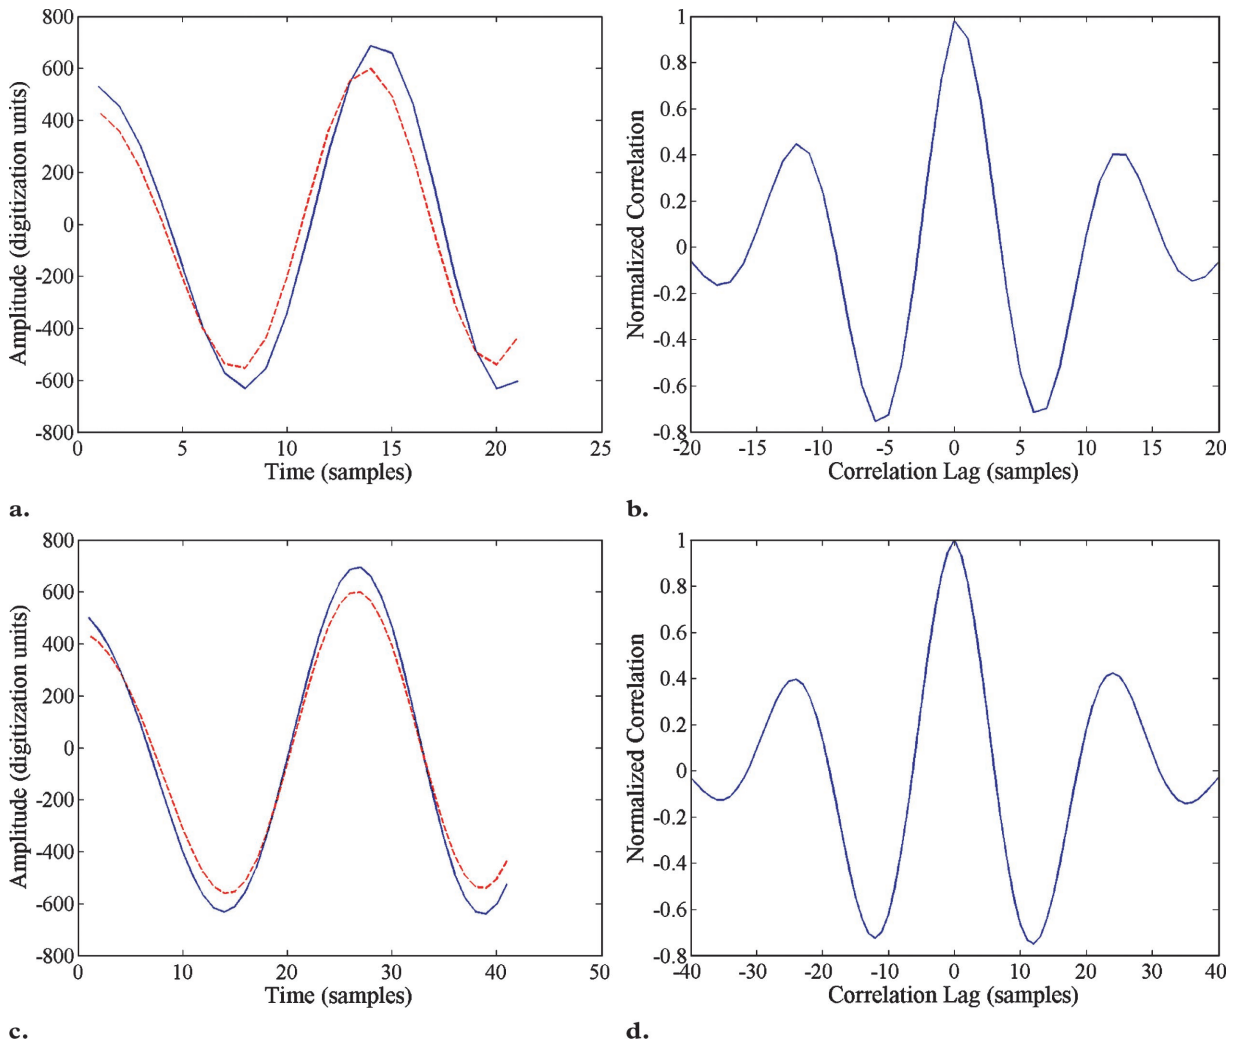 800
600
400
200
0
-200
-400
-600
-800
0 5 10 15 20 25
Time (samples)
Amplitude (digitization units)
a.
1
0.8
0.6
0.4
0.2
0
-0.2
-0.4
-0.6
-0.8
-20 -15 -10 -5 0 5 10 15 20
Correlation Lag (samples)
Normalized Correlation
b.
800
600
400
200
0
-200
-400
-600
-800
0 10 20 30 40 50
Time (samples)
Amplitude (digitization units)
c.
1
0.8
0.6
0.4
0.2
0
-0.2
-0.4
-0.6
-0.8
-40 -30 -20 -10 0 10 20 30 40
Correlation Lag (samples)
Normalized Correlation
d.